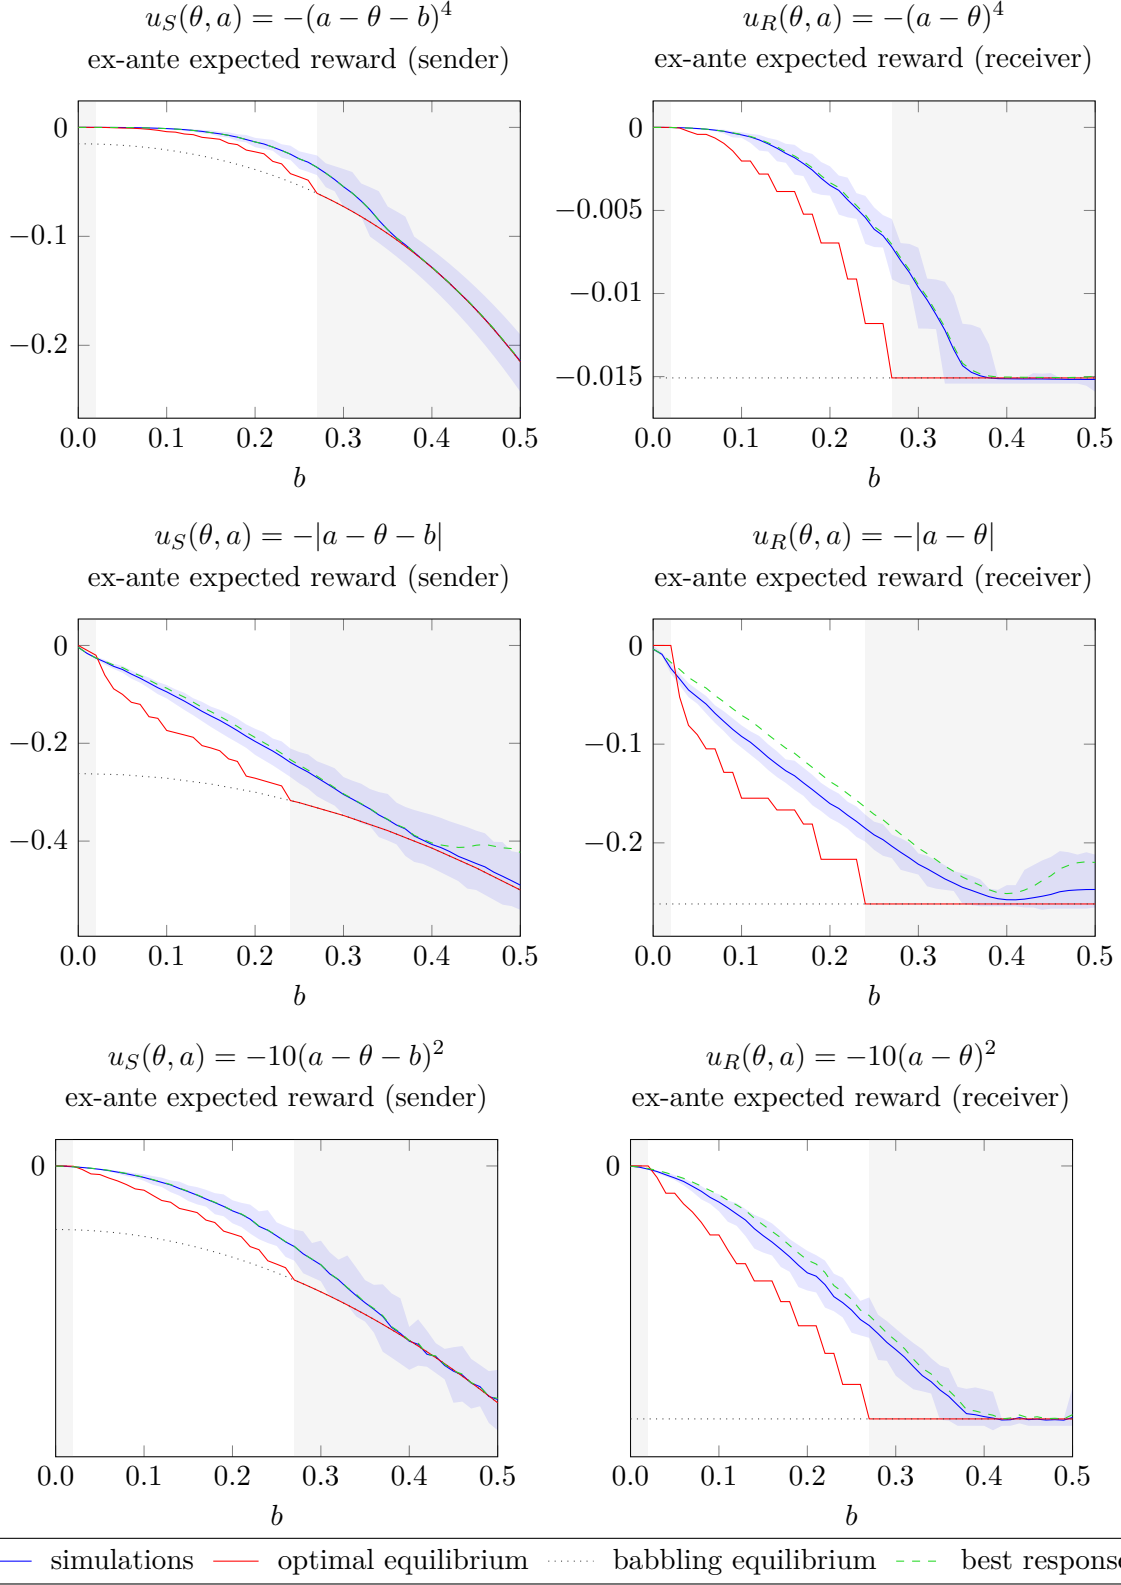 u_S(θ, a) = −(a − θ − b)^4
ex-ante expected reward (sender)
0
−0.1
−0.2
0.0 0.1 0.2 0.3 0.4 0.5
b
u_R(θ, a) = −(a − θ)^4
ex-ante expected reward (receiver)
0
−0.005
−0.01
−0.015
0.0 0.1 0.2 0.3 0.4 0.5
b
u_S(θ, a) = −|a − θ − b|
ex-ante expected reward (sender)
0
−0.2
−0.4
0.0 0.1 0.2 0.3 0.4 0.5
b
u_R(θ, a) = −|a − θ|
ex-ante expected reward (receiver)
0
−0.1
−0.2
0.0 0.1 0.2 0.3 0.4 0.5
b
u_S(θ, a) = −10(a − θ − b)^2
ex-ante expected reward (sender)
0
0.0 0.1 0.2 0.3 0.4 0.5
b
u_R(θ, a) = −10(a − θ)^2
ex-ante expected reward (receiver)
0
0.0 0.1 0.2 0.3 0.4 0.5
b
simulations optimal equilibrium babbling equilibrium best response